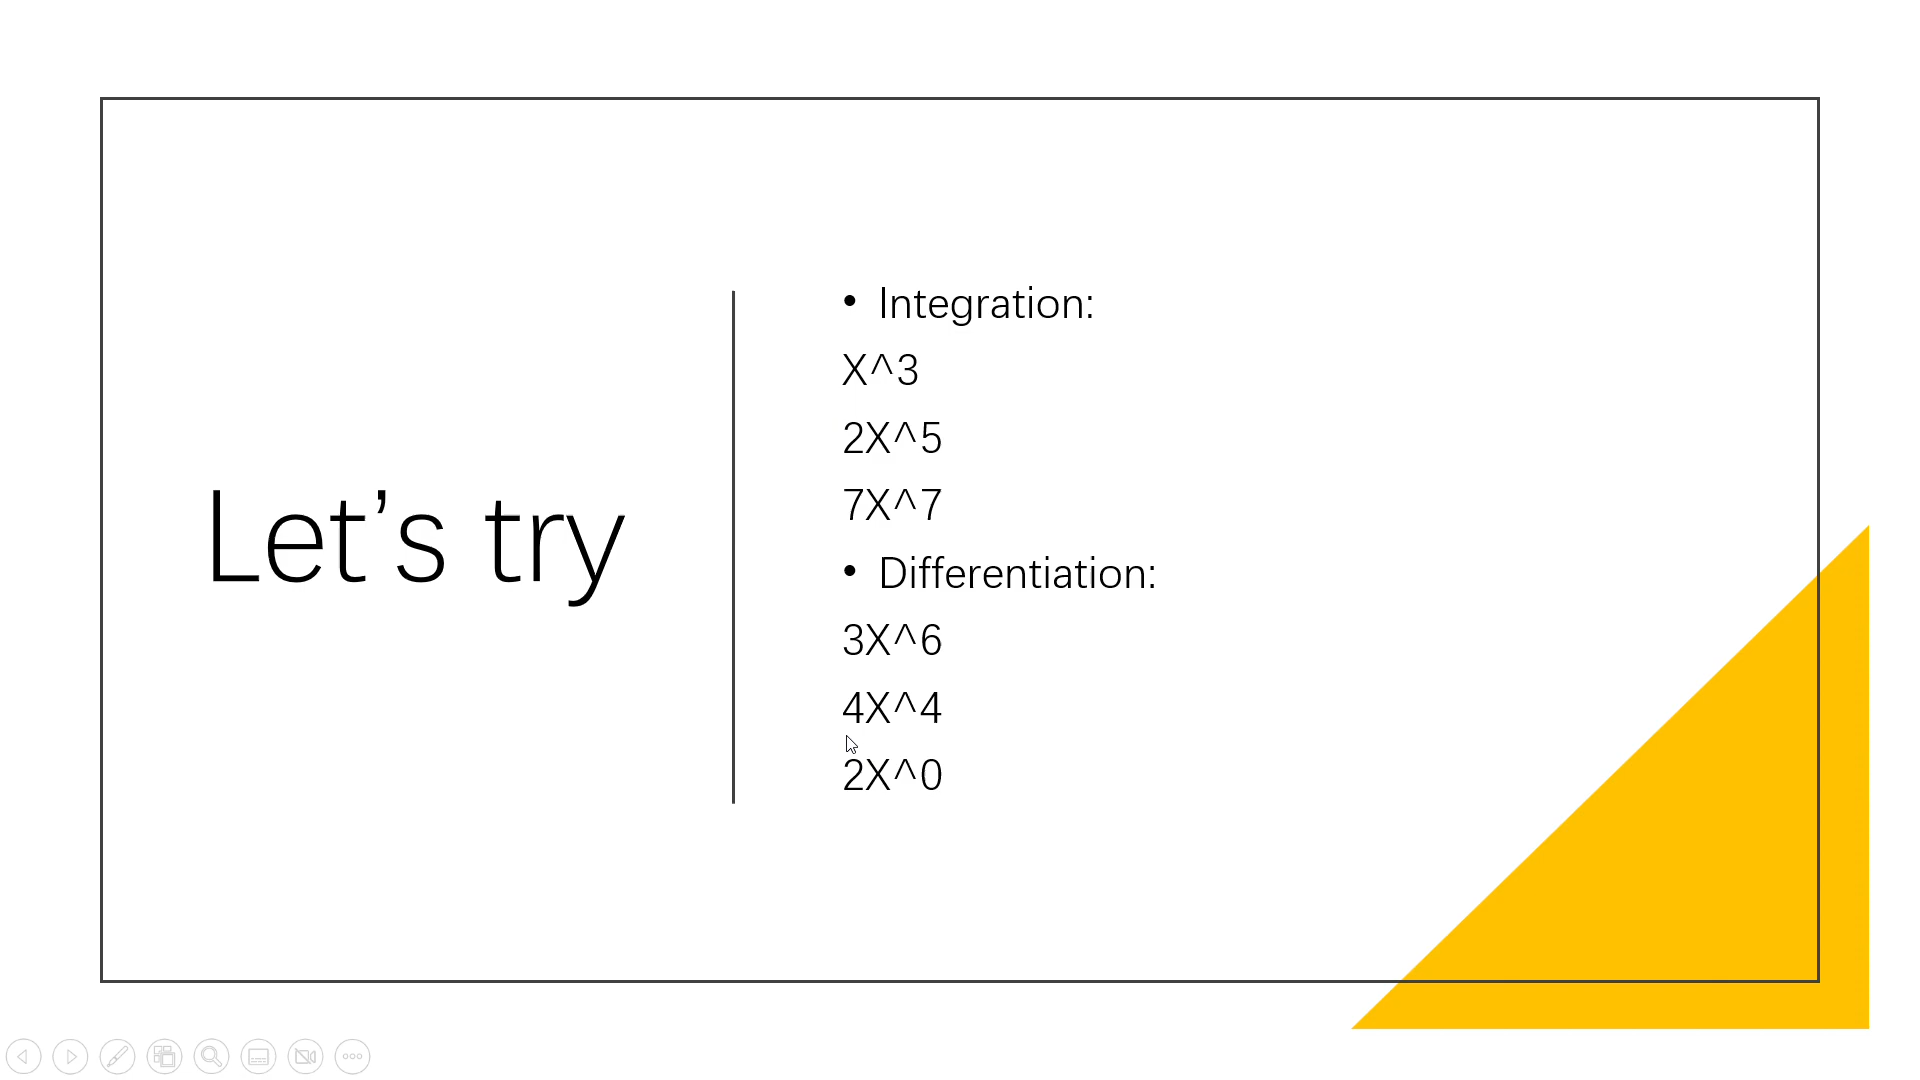 Let’s try
• Integration:
X^3
2X^5
7X^7
• Differentiation:
3X^6
4X^4
2X^0